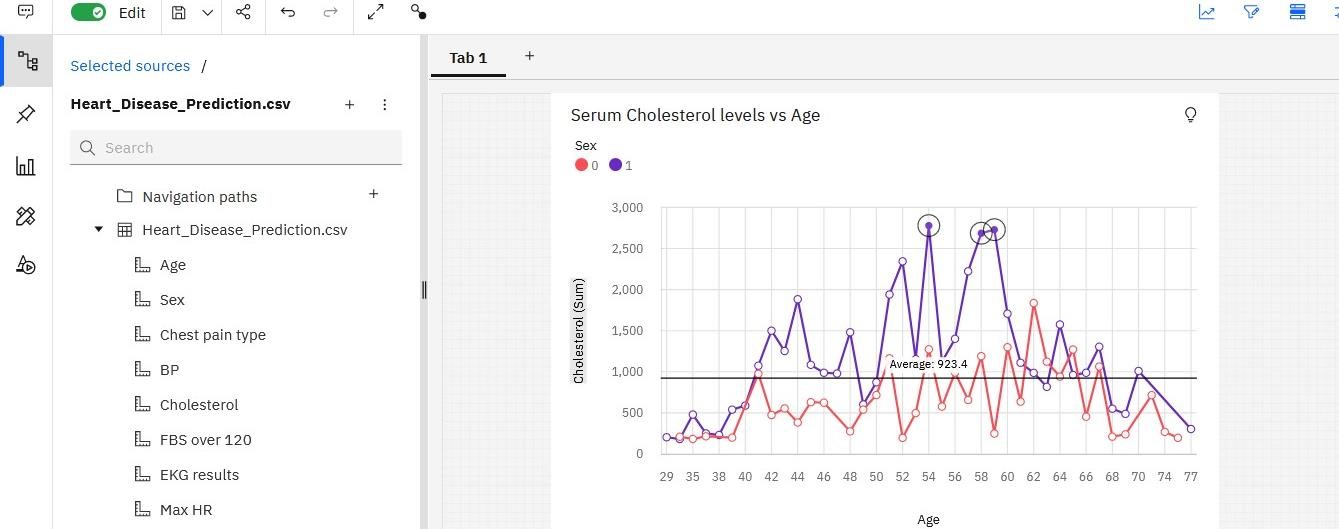 Edit
Selected sources /
Heart_Disease_Prediction.csv
Search
Navigation paths
Heart_Disease_Prediction.csv
Age
Sex
Chest pain type
BP
Cholesterol
FBS over 120
EKG results
Max HR
Tab 1
Serum Cholesterol levels vs Age
Sex
0 1
3,000
2,500
2,000
1,500
1,000
500
0
Cholesterol (Sum)
Average: 923.4
29 35 38 40 42 44 46 48 50 52 54 56 58 60 62 64 66 68 70 74 77
Age